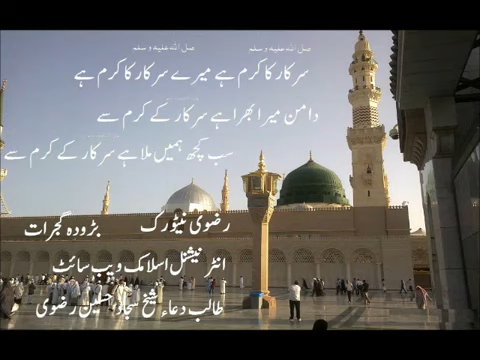 صلی اللہ علیہ وسلم صلی اللہ علیہ وسلم
سرکار کا کرم ہے میرے سرکار کا کرم ہے
دامن میرا بھرا ہے سرکار کے کرم سے
سب کچھ ہمیں ملا ہے سرکار کے کرم سے
رضوی نیٹورک بڑودہ گجرات
انٹرنیشنل اسلامک ویب سائٹ
طالب دعاء شیخ سجاد حسین رضوی